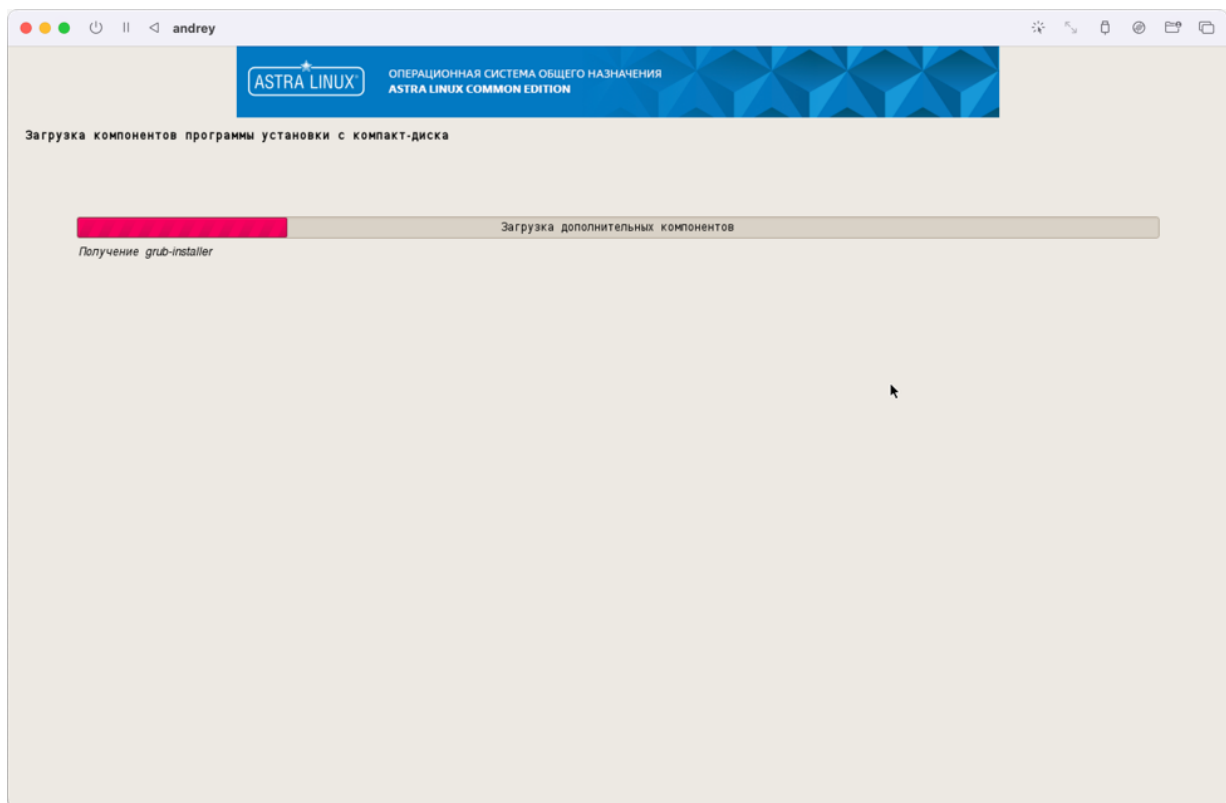 andrey
ASTRA LINUX®
ОПЕРАЦИОННАЯ СИСТЕМА ОБЩЕГО НАЗНАЧЕНИЯ
ASTRA LINUX COMMON EDITION
Загрузка компонентов программы установки с компакт-диска
Загрузка дополнительных компонентов
Получение grub-installer